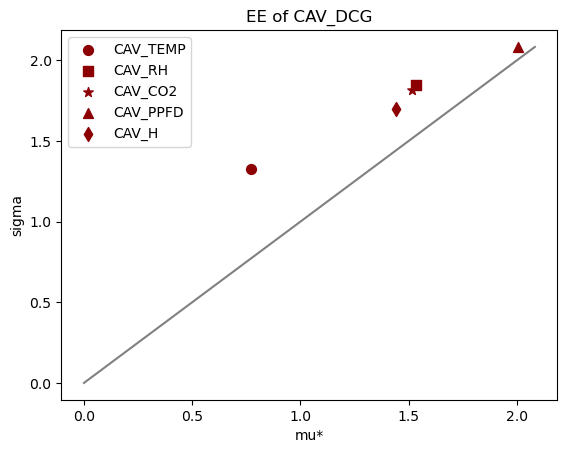 EE of CAV_DCG
CAV_TEMP
CAV_RH
CAV_CO2
CAV_PPFD
CAV_H
2.0
1.5
1.0
0.5
0.0
sigma
0.0 0.5 1.0 1.5 2.0
mu*